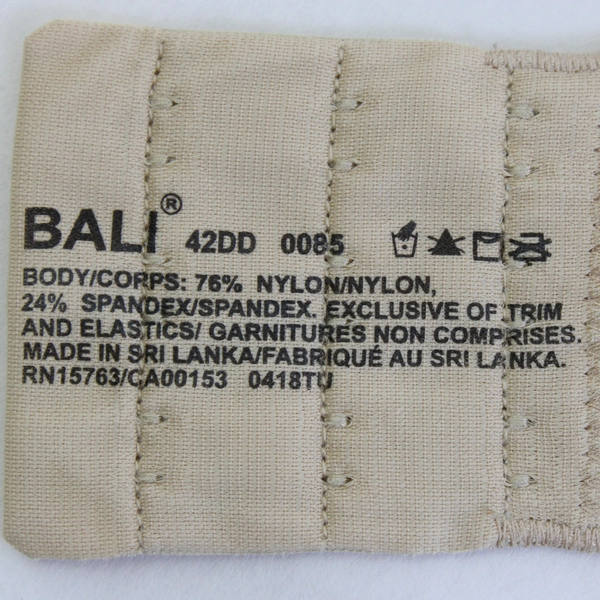 BALI® 42DD 0085
BODY/CORPS: 76% NYLON/NYLON,
24% SPANDEX/SPANDEX. EXCLUSIVE OF TRIM
AND ELASTICS/ GARNITURES NON COMPRISES.
MADE IN SRI LANKA/FABRIQUÉ AU SRI LANKA.
RN15763/CA00153 0418TU